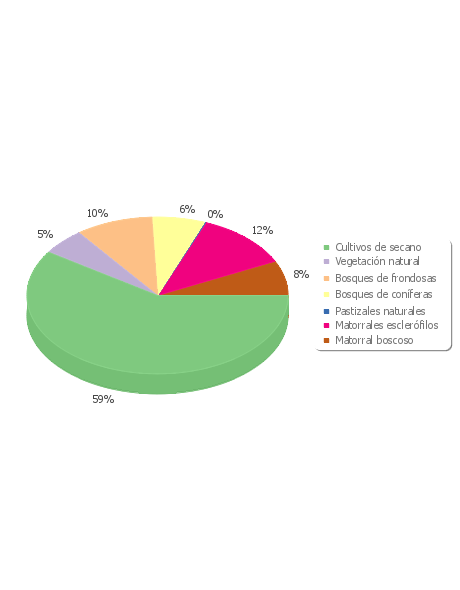 6%
0%
10%
12%
5%
8%
59%
Cultivos de secano
Vegetación natural
Bosques de frondosas
Bosques de coníferas
Pastizales naturales
Matorrales esclerófilos
Matorral boscoso